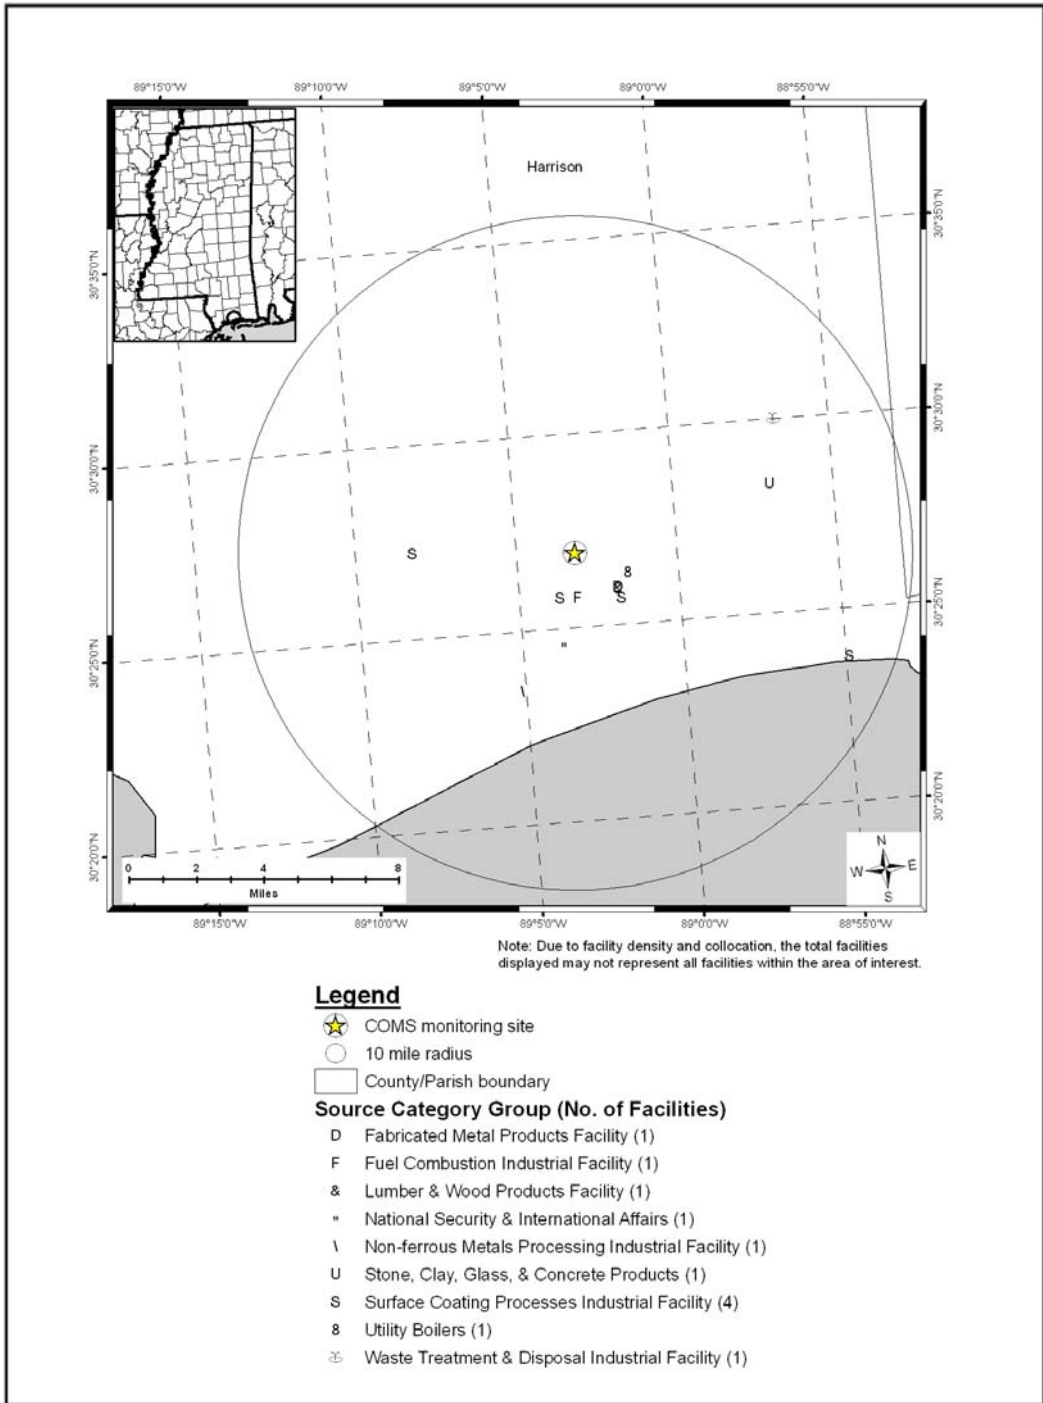 89°15'0"W 89°10'0"W 89°5'0"W 89°0'0"W 88°55'0"W
Harrison
30°35'0"N
30°35'0"N
30°30'0"N
30°30'0"N
U
S
8
D
S F S
30°25'0"N
"
S
30°25'0"N
\
30°20'0"N
30°20'0"N
N
W E
S
0 2 4 8
Miles
89°15'0"W 89°10'0"W 89°5'0"W 89°0'0"W 88°55'0"W
Note: Due to facility density and collocation, the total facilities
displayed may not represent all facilities within the area of interest.
Legend
COMS monitoring site
10 mile radius
County/Parish boundary
Source Category Group (No. of Facilities)
D Fabricated Metal Products Facility (1)
F Fuel Combustion Industrial Facility (1)
& Lumber & Wood Products Facility (1)
" National Security & International Affairs (1)
\ Non-ferrous Metals Processing Industrial Facility (1)
U Stone, Clay, Glass, & Concrete Products (1)
S Surface Coating Processes Industrial Facility (4)
8 Utility Boilers (1)
Waste Treatment & Disposal Industrial Facility (1)